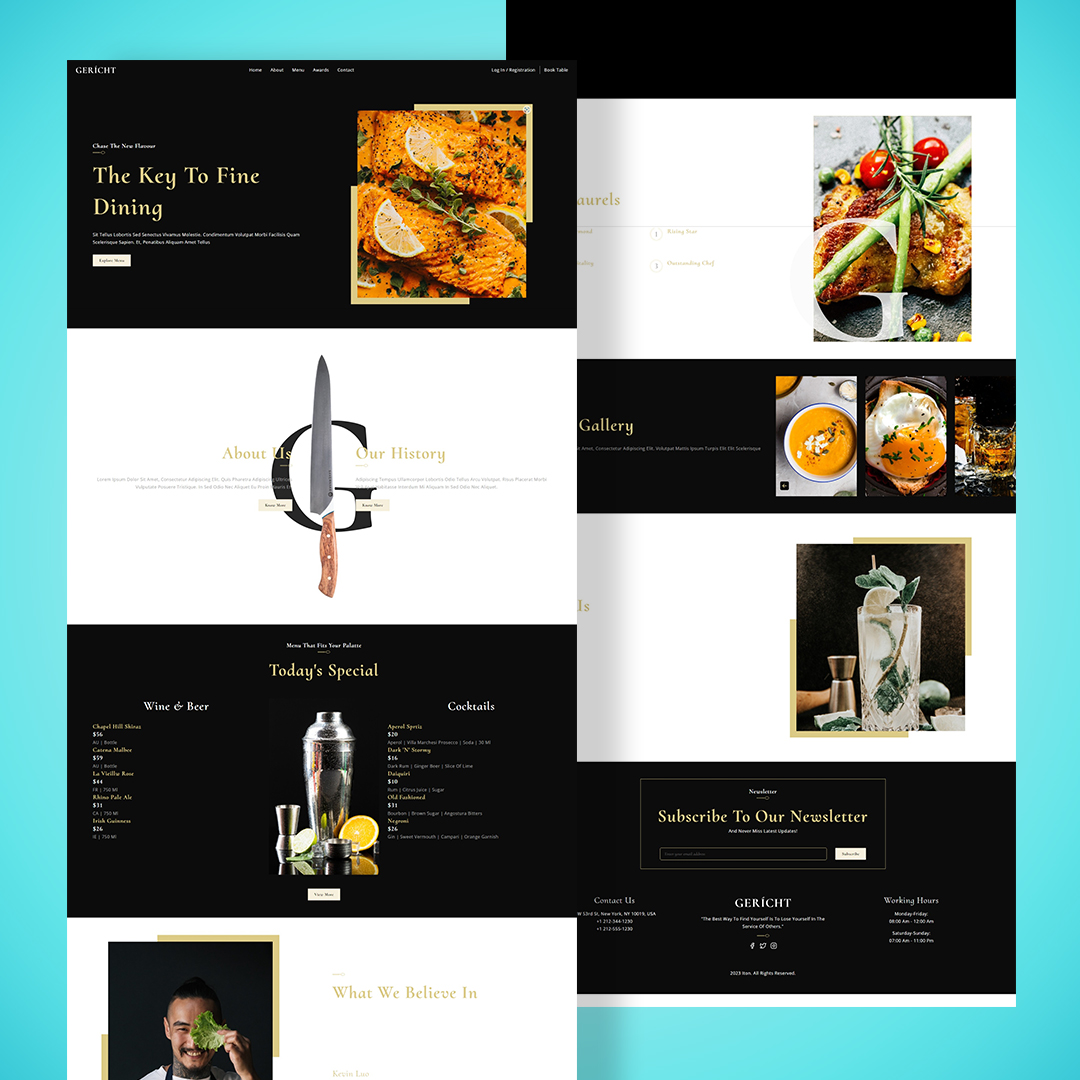 GERÍCHT
Home About Menu Awards Contact
Log In / Registration | Book Table
Chase The New Flavour
The Key To Fine
Dining
Sit Tellus Lobortis Sed Senectus Vivamus Molestie. Condimentum Volutpat Morbi Facilisis Quam
Scelerisque Sapien. Et, Penatibus Aliquam Amet Tellus
Explore Menu
G
About Us
Lorem Ipsum Dolor Sit Amet, Consectetur Adipiscing Elit. Quis Pharetra Adipiscing Ultrices
Vulputate Posuere Tristique. In Sed Odio Nec Aliquet Eu Proin Mauris Et
Know More
Our History
Adipiscing Tempus Ullamcorper Lobortis Odio Tellus Arcu Volutpat. Risus Placerat Morbi
Habitasse Interdum Mi Aliquam In Sed Odio Nec Aliquet.
Know More
Menu That Fits Your Palatte
Today's Special
Wine & Beer
Chapel Hill Shiraz
$56
AU | Bottle
Catena Malbee
$59
AU | Bottle
La Vieillw Rose
$44
FR | 750 Ml
Rhino Pale Ale
$31
CA | 750 Ml
Irish Guinness
$26
IE | 750 Ml
Cocktails
Aperol Sprtiz
$20
Aperol | Villa Marchesi Prosecco | Soda | 30 Ml
Dark 'N' Stormy
$16
Dark Rum | Ginger Beer | Slice Of Lime
Daiquiri
$10
Rum | Citrus Juice | Sugar
Old Fashioned
$31
Bourbon | Brown Sugar | Angostura Bitters
Negroni
$26
Gin | Sweet Vermouth | Campari | Orange Garnish
View More
What We Believe In
Kevin Luo
aurels
1 Rising Star
3 Outstanding Chef
G
Gallery
Amet, Consectetur Adipiscing Elit. Volutpat Mattis Ipsum Turpis Elit Elit Scelerisque
Is
Newsletter
Subscribe To Our Newsletter
And Never Miss Latest Updates!
Enter your email address
Subscribe
Contact Us
W 53rd St, New York, NY 10019, USA
+1 212-344-1230
+1 212-555-1230
GERÍCHT
"The Best Way To Find Yourself Is To Lose Yourself In The
Service Of Others."
2023 Iton. All Rights Reserved.
Working Hours
Monday-Friday:
08:00 Am - 12:00 Am
Saturday-Sunday:
07:00 Am - 11:00 Pm